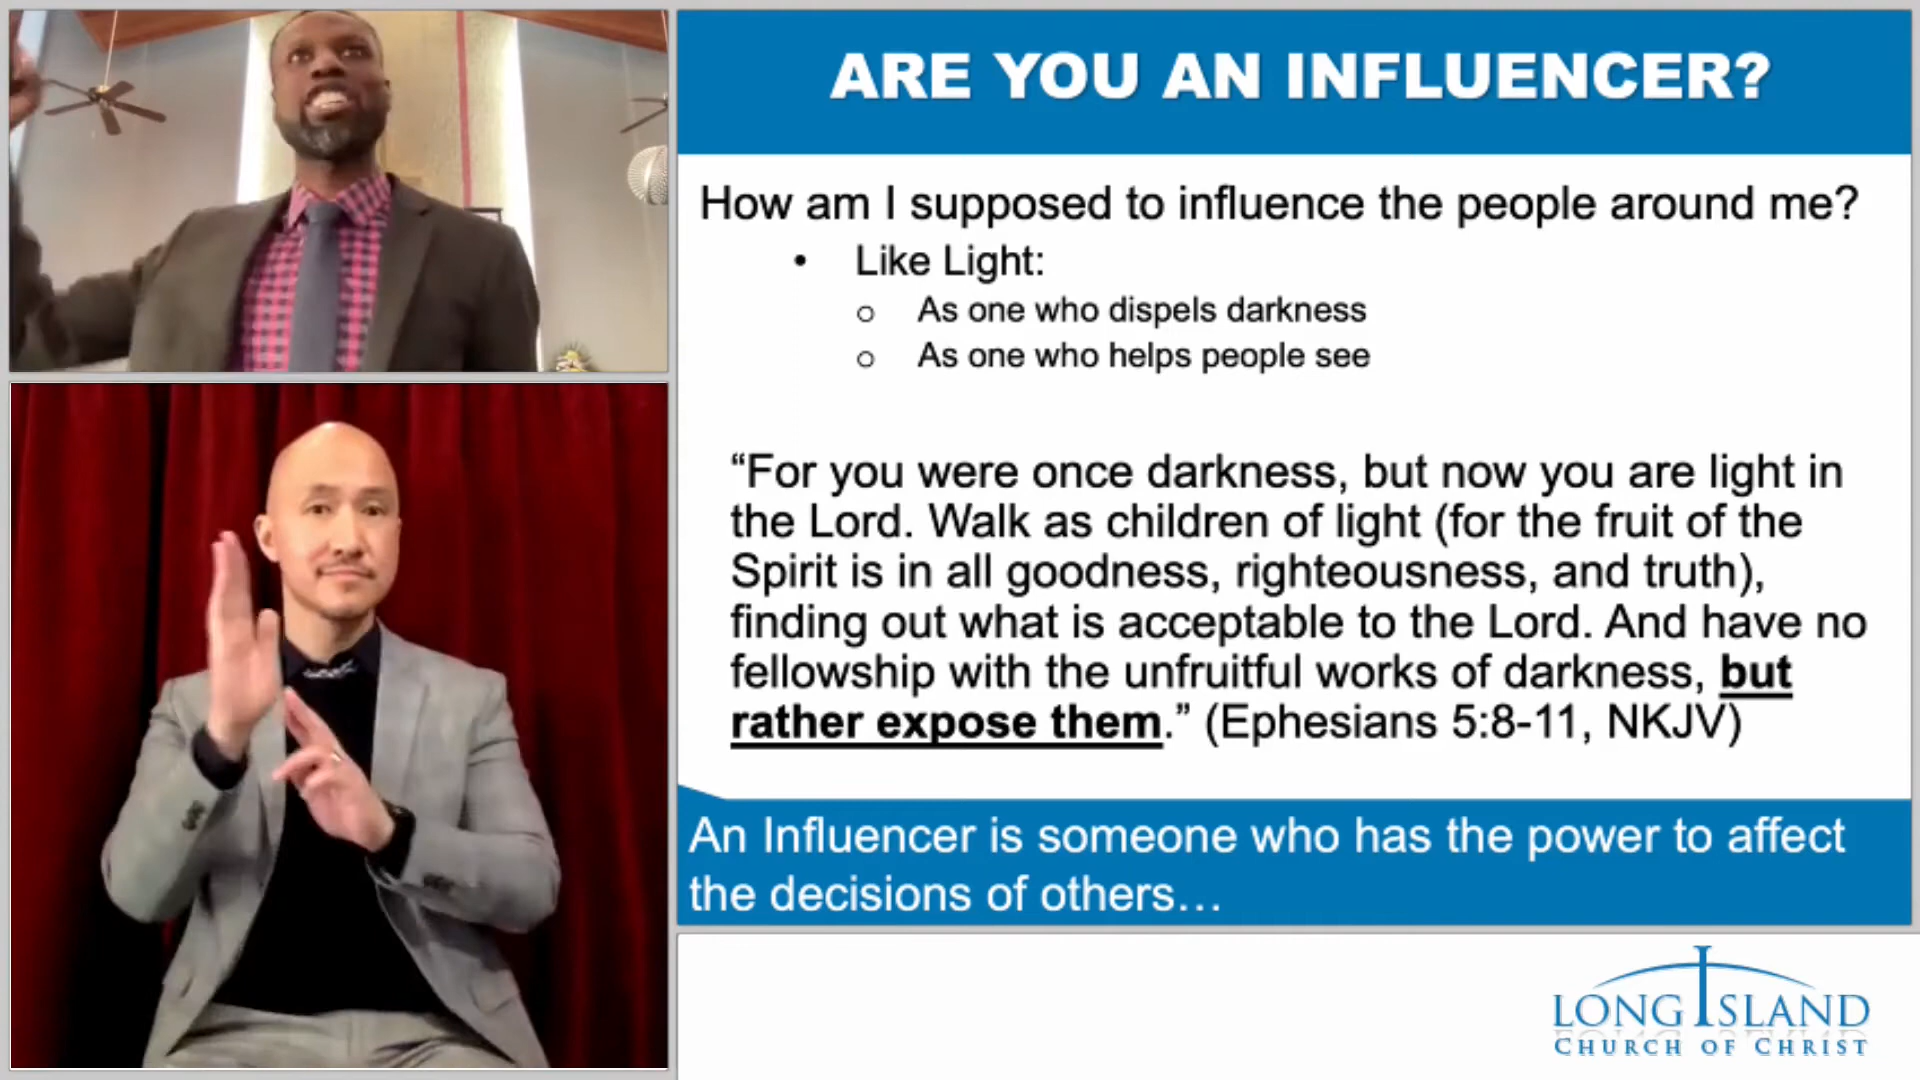 ARE YOU AN INFLUENCER?
How am I supposed to influence the people around me?
• Like Light:
o As one who dispels darkness
o As one who helps people see
“For you were once darkness, but now you are light in
the Lord. Walk as children of light (for the fruit of the
Spirit is in all goodness, righteousness, and truth),
finding out what is acceptable to the Lord. And have no
fellowship with the unfruitful works of darkness, but
rather expose them.” (Ephesians 5:8-11, NKJV)
An Influencer is someone who has the power to affect
the decisions of others…
LONG ISLAND
CHURCH OF CHRIST